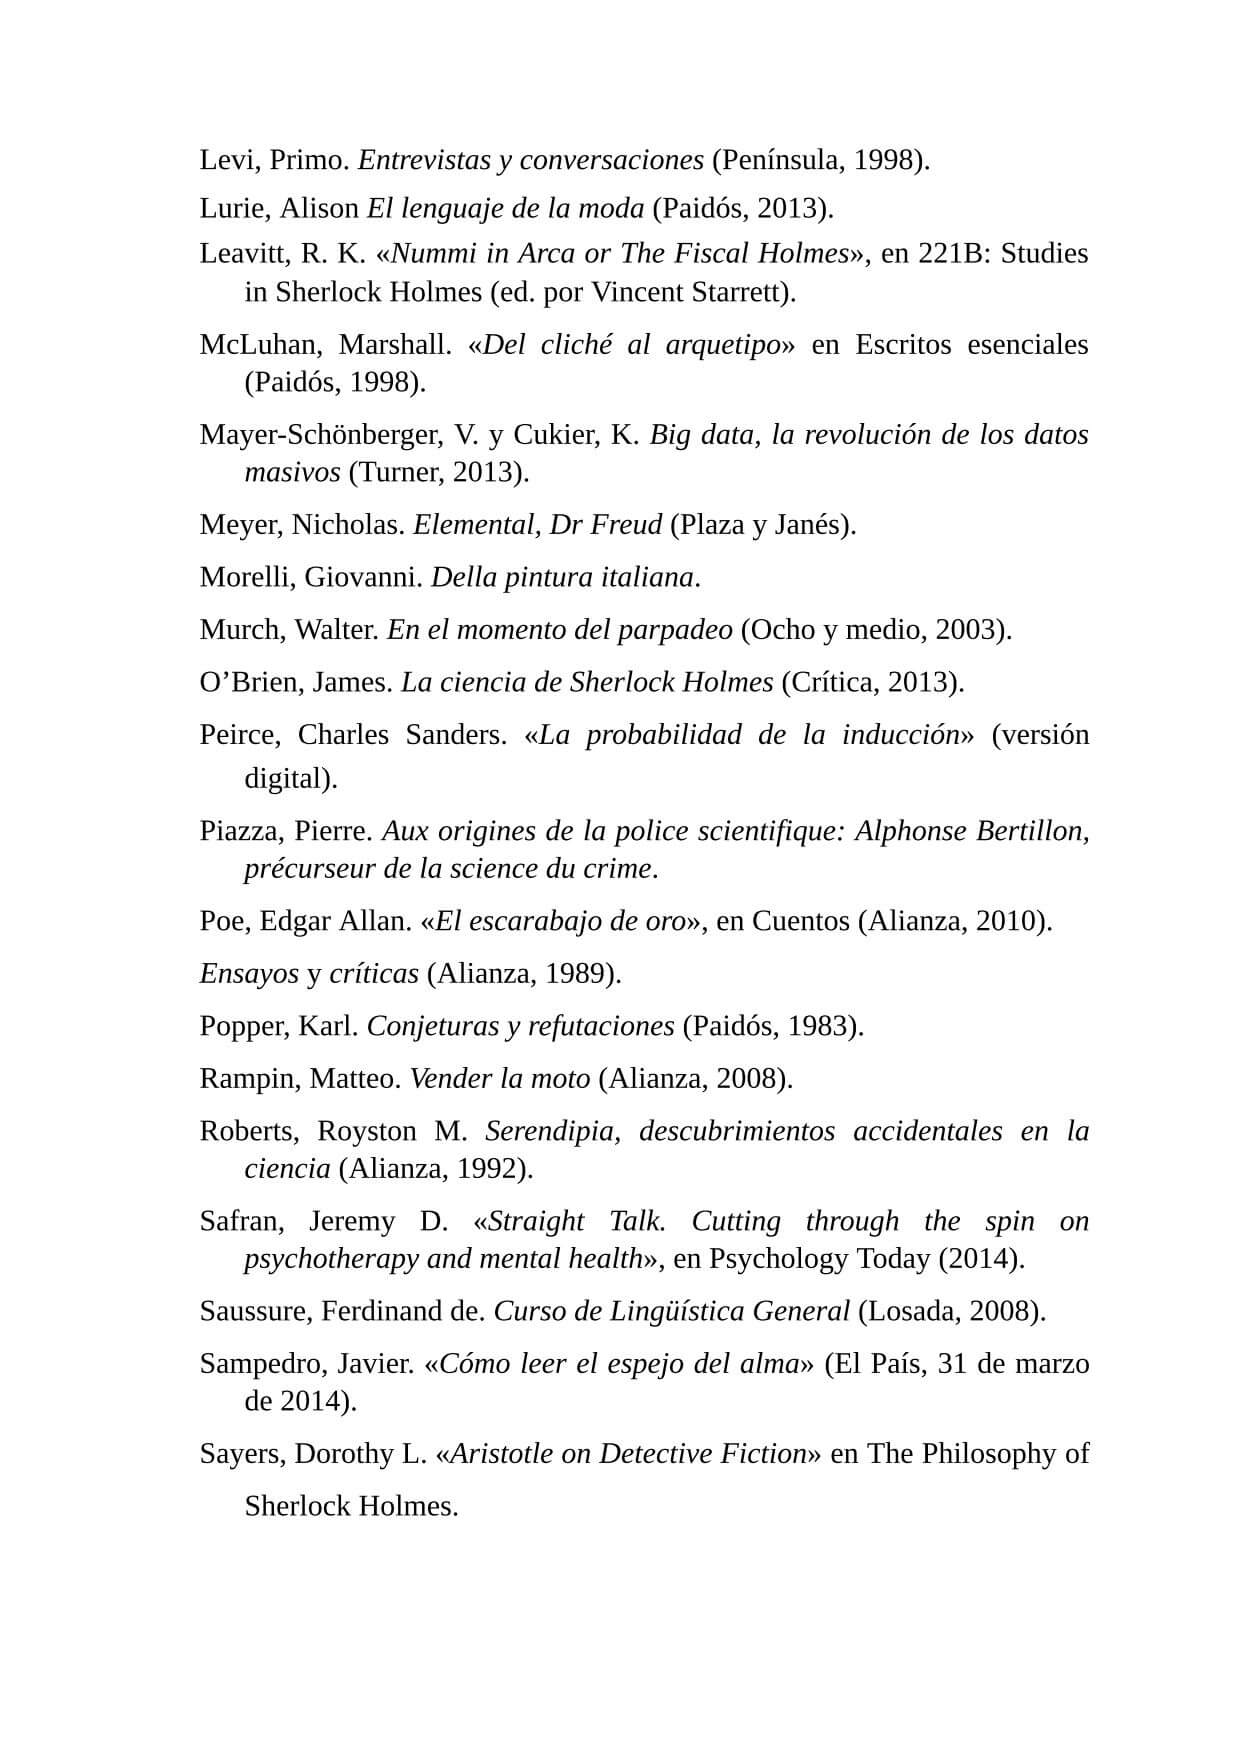 Levi, Primo. Entrevistas y conversaciones (Península, 1998).
Lurie, Alison El lenguaje de la moda (Paidós, 2013).
Leavitt, R. K. «Nummi in Arca or The Fiscal Holmes», en 221B: Studies
in Sherlock Holmes (ed. por Vincent Starrett).
McLuhan, Marshall. «Del cliché al arquetipo» en Escritos esenciales
(Paidós, 1998).
Mayer-Schönberger, V. y Cukier, K. Big data, la revolución de los datos
masivos (Turner, 2013).
Meyer, Nicholas. Elemental, Dr Freud (Plaza y Janés).
Morelli, Giovanni. Della pintura italiana.
Murch, Walter. En el momento del parpadeo (Ocho y medio, 2003).
O’Brien, James. La ciencia de Sherlock Holmes (Crítica, 2013).
Peirce, Charles Sanders. «La probabilidad de la inducción» (versión
digital).
Piazza, Pierre. Aux origines de la police scientifique: Alphonse Bertillon,
précurseur de la science du crime.
Poe, Edgar Allan. «El escarabajo de oro», en Cuentos (Alianza, 2010).
Ensayos y críticas (Alianza, 1989).
Popper, Karl. Conjeturas y refutaciones (Paidós, 1983).
Rampin, Matteo. Vender la moto (Alianza, 2008).
Roberts, Royston M. Serendipia, descubrimientos accidentales en la
ciencia (Alianza, 1992).
Safran, Jeremy D. «Straight Talk. Cutting through the spin on
psychotherapy and mental health», en Psychology Today (2014).
Saussure, Ferdinand de. Curso de Lingüística General (Losada, 2008).
Sampedro, Javier. «Cómo leer el espejo del alma» (El País, 31 de marzo
de 2014).
Sayers, Dorothy L. «Aristotle on Detective Fiction» en The Philosophy of
Sherlock Holmes.